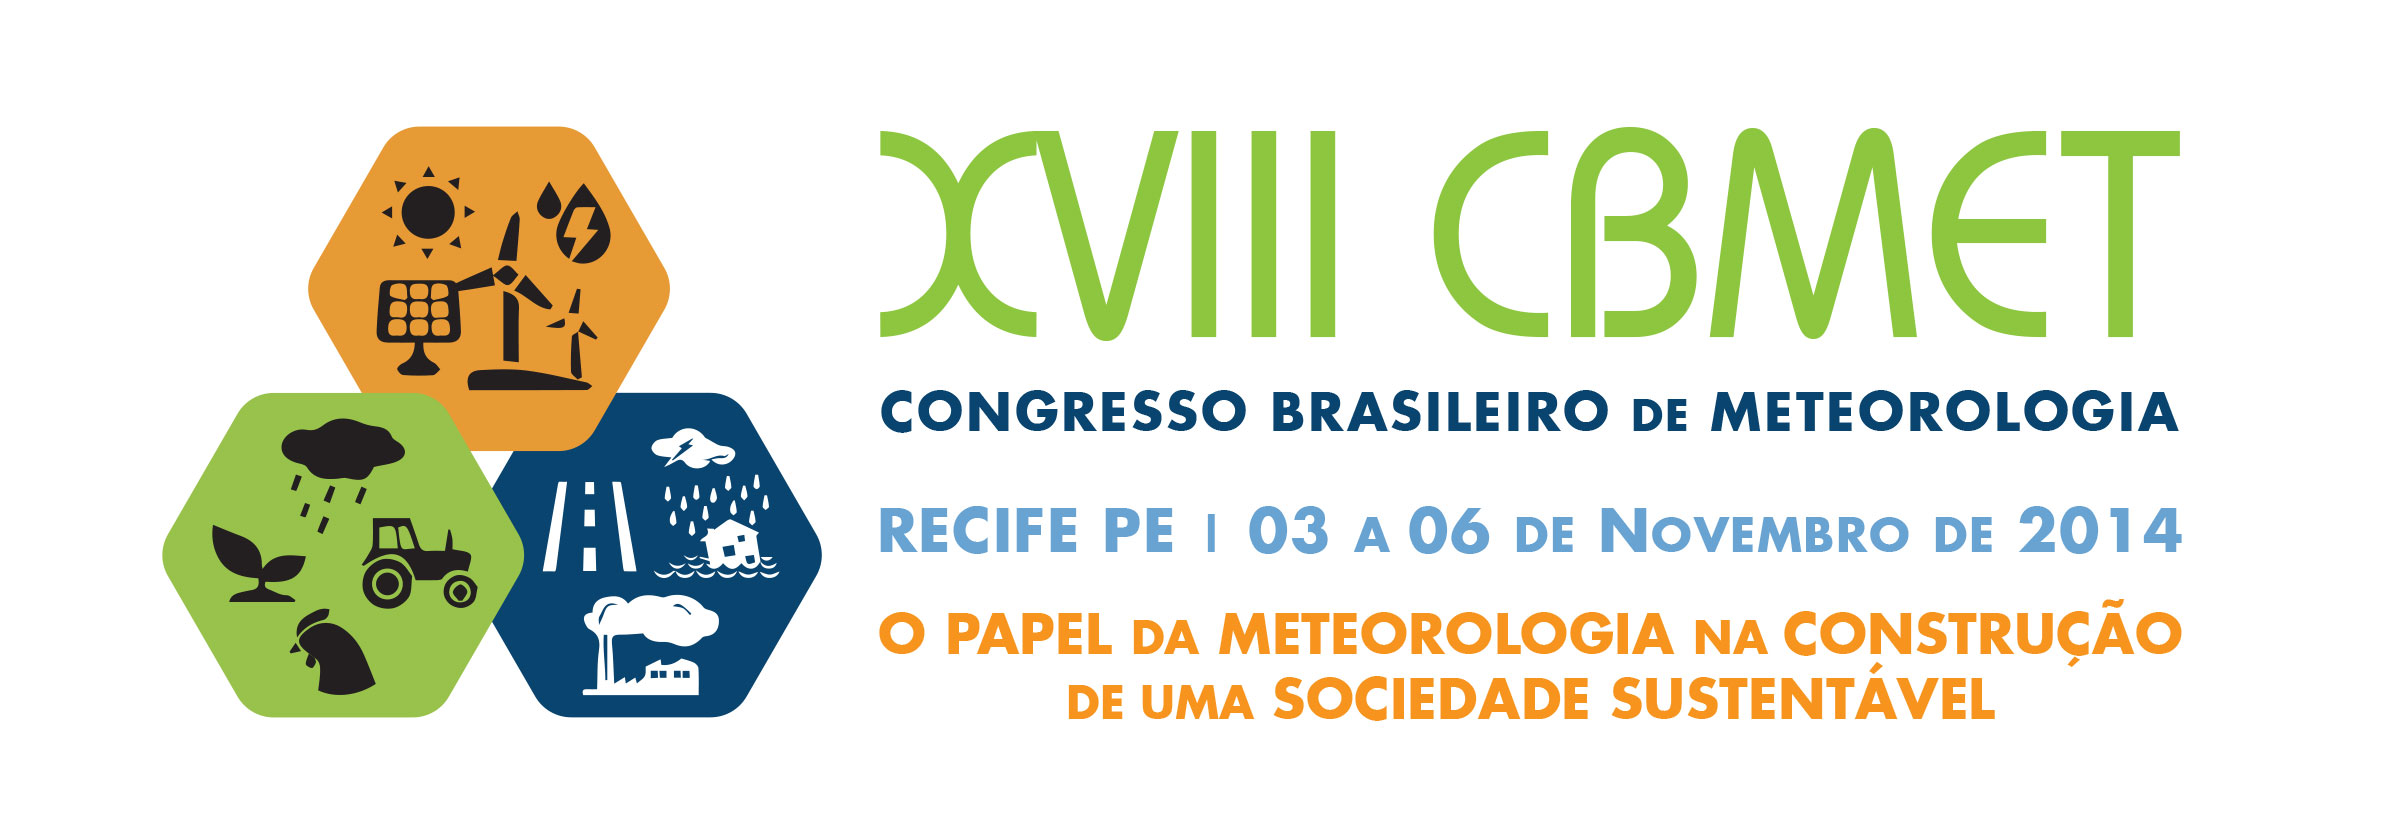 XVIII CBMET
CONGRESSO BRASILEIRO DE METEOROLOGIA
RECIFE PE | 03 A 06 DE NOVEMBRO DE 2014
O PAPEL DA METEOROLOGIA NA CONSTRUÇÃO
DE UMA SOCIEDADE SUSTENTÁVEL